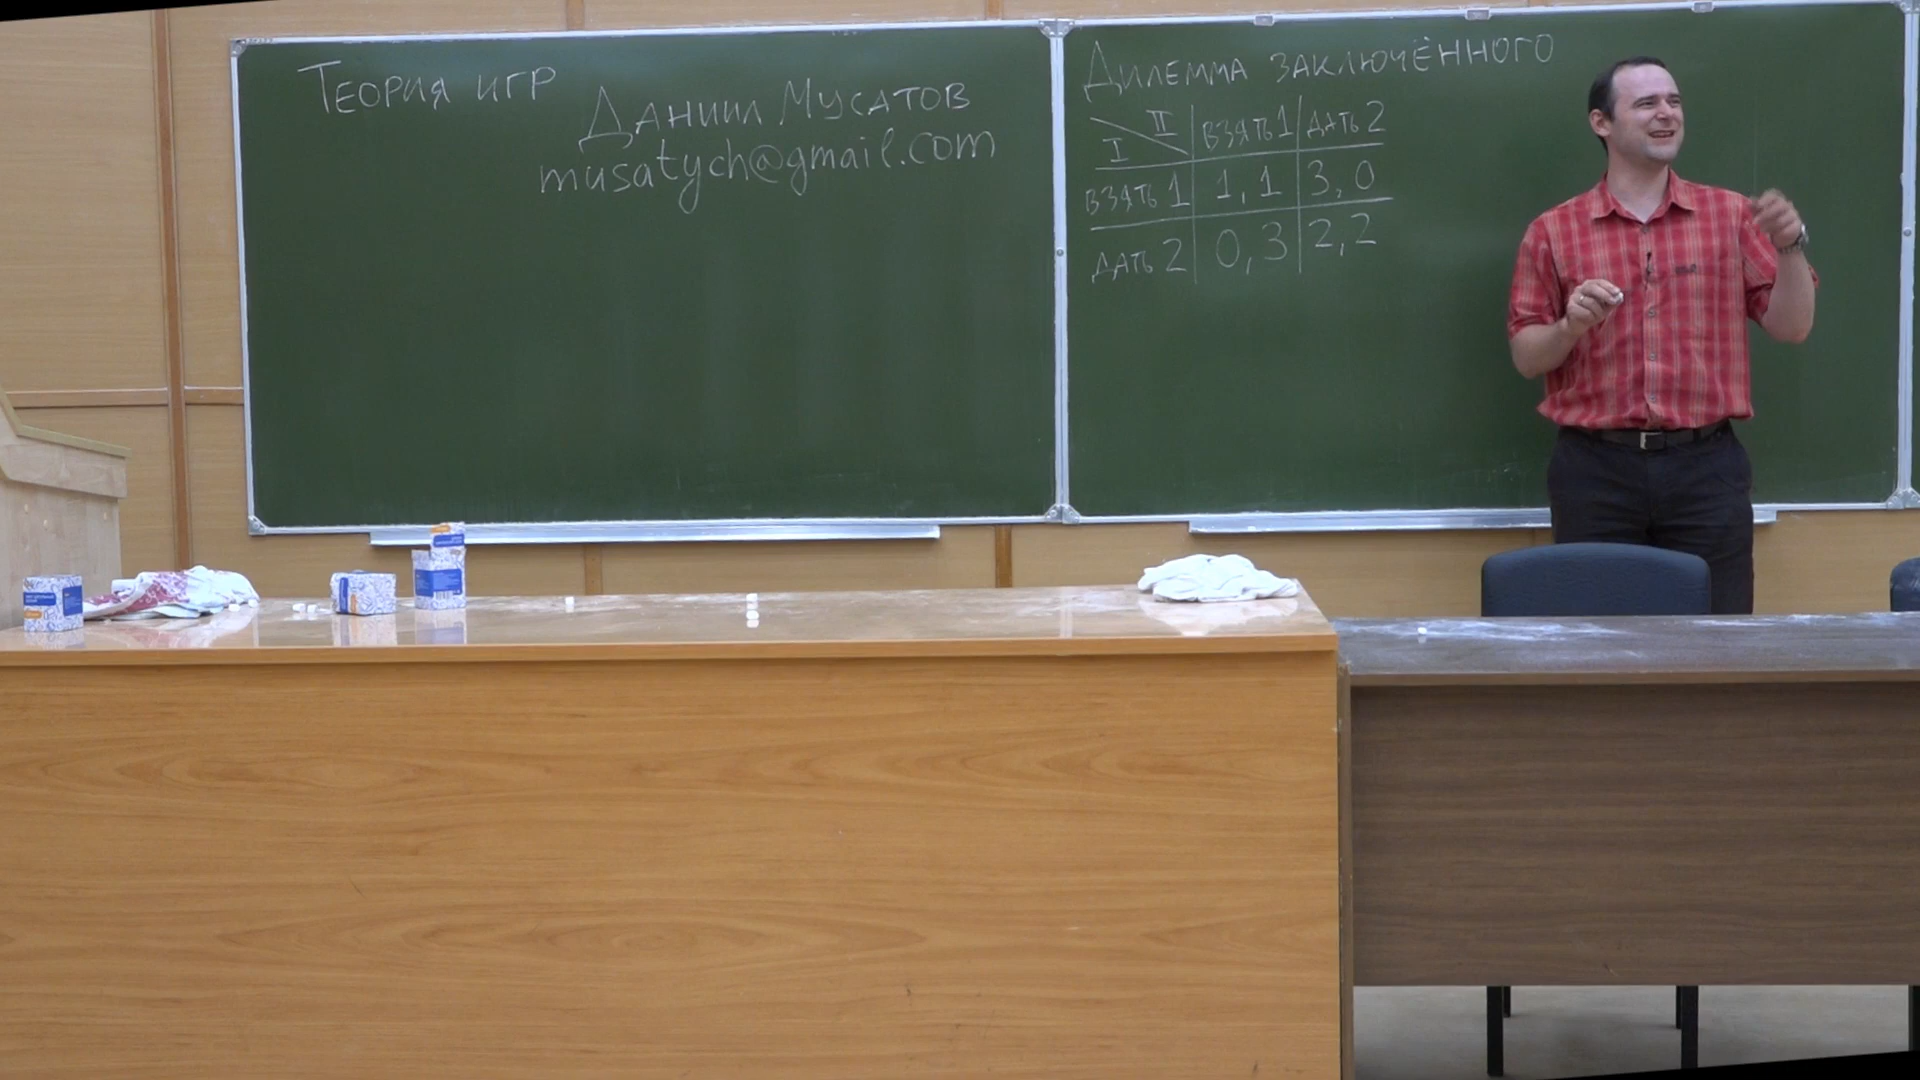 Теория игр
Даниил Мусатов
musatych@gmail.com
Дилемма заключённого
II взять 1 дать 2
I
взять 1 1, 1 3, 0
дать 2 0, 3 2, 2